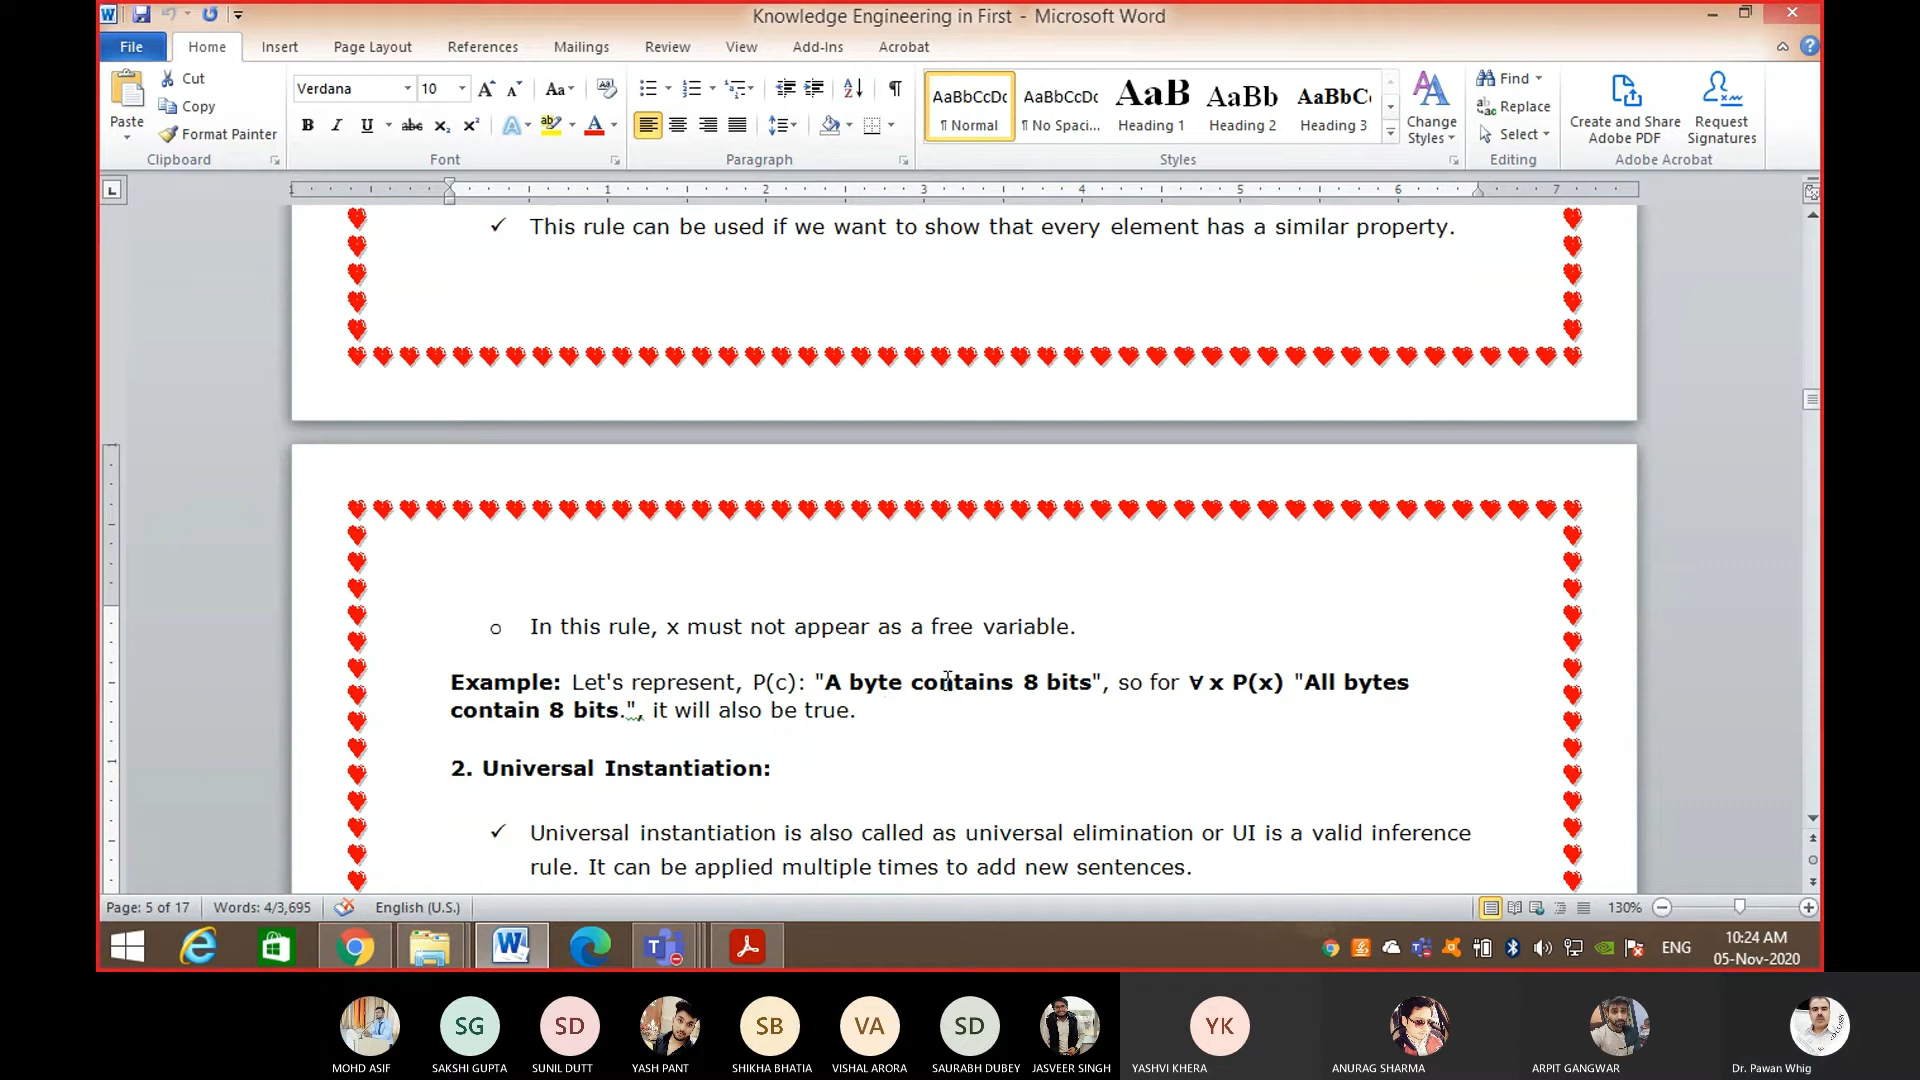 Knowledge Engineering in First - Microsoft Word
File Home Insert Page Layout References Mailings Review View Add-Ins Acrobat
Paste
Cut
Copy
Format Painter
Clipboard
Verdana 10
Font
Paragraph
AaBbCcDc AaBbCcDc AaB AaBb AaBbC
¶ Normal ¶ No Spaci... Heading 1 Heading 2 Heading 3
Change Styles
Styles
Find
Replace
Select
Editing
Create and Share Adobe PDF
Request Signatures
Adobe Acrobat
1 1 2 3 4 5 6 7
✓ This rule can be used if we want to show that every element has a similar property.
o In this rule, x must not appear as a free variable.
Example: Let's represent, P(c): "A byte contains 8 bits", so for ∀ x P(x) "All bytes
contain 8 bits.", it will also be true.
2. Universal Instantiation:
✓ Universal instantiation is also called as universal elimination or UI is a valid inference
rule. It can be applied multiple times to add new sentences.
Page: 5 of 17 Words: 4/3,695 English (U.S.) 130%
ENG
10:24 AM
05-Nov-2020
SG SD SB VA SD YK
MOHD ASIF SAKSHI GUPTA SUNIL DUTT YASH PANT SHIKHA BHATIA VISHAL ARORA SAURABH DUBEY JASVEER SINGH YASHVI KHERA ANURAG SHARMA ARPIT GANGWAR Dr. Pawan Whig